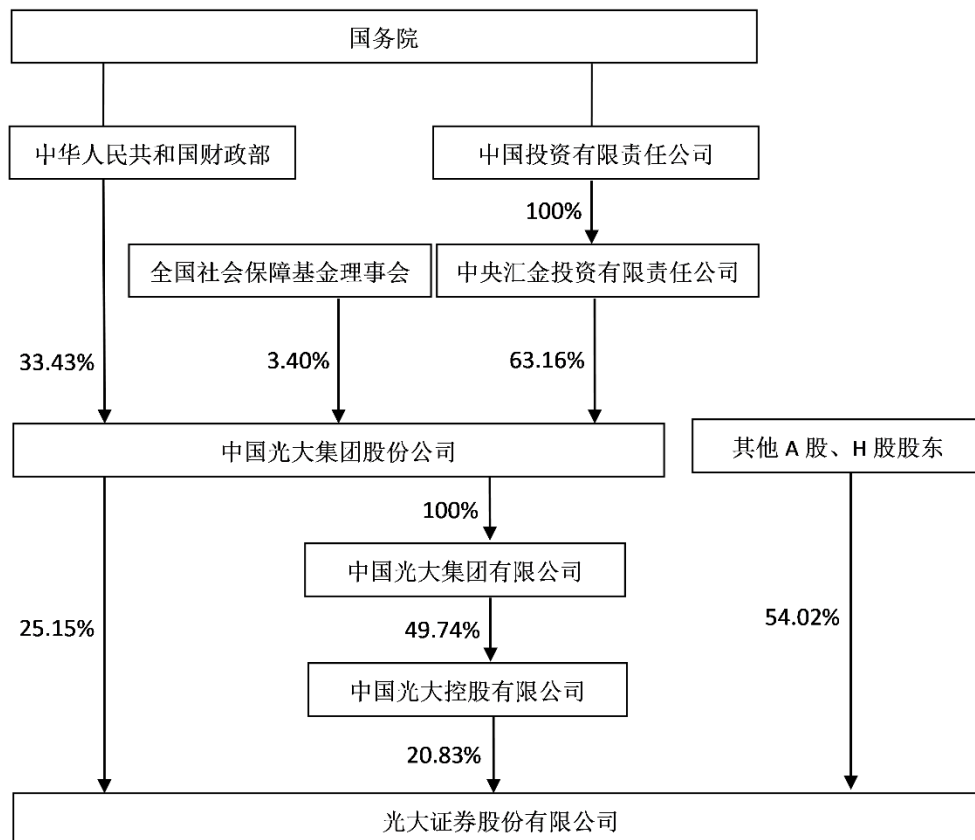 国务院
中华人民共和国财政部
中国投资有限责任公司
100%
全国社会保障基金理事会
中央汇金投资有限责任公司
33.43%
3.40%
63.16%
中国光大集团股份公司
其他 A 股、H 股股东
100%
中国光大集团有限公司
25.15%
49.74%
54.02%
中国光大控股有限公司
20.83%
光大证券股份有限公司